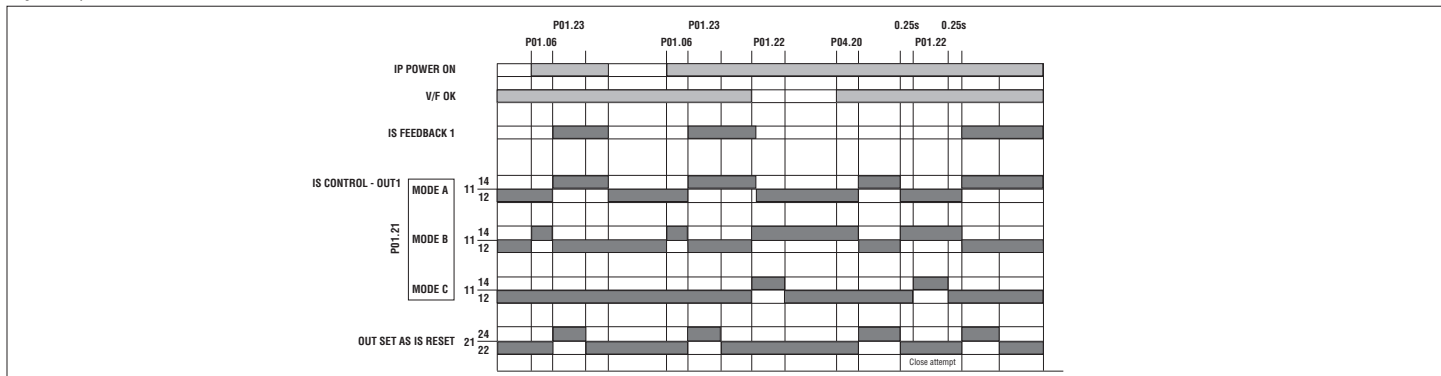 P01.23 P01.23 0.25s 0.25s
P01.06 P01.06 P01.22 P04.20 P01.22
IP POWER ON
V/F OK
IS FEEDBACK 1
IS CONTROL - OUT1
P01.21
MODE A 11 14
12
MODE B 11 14
12
MODE C 11 14
12
OUT SET AS IS RESET 21 24
22
Close attempt